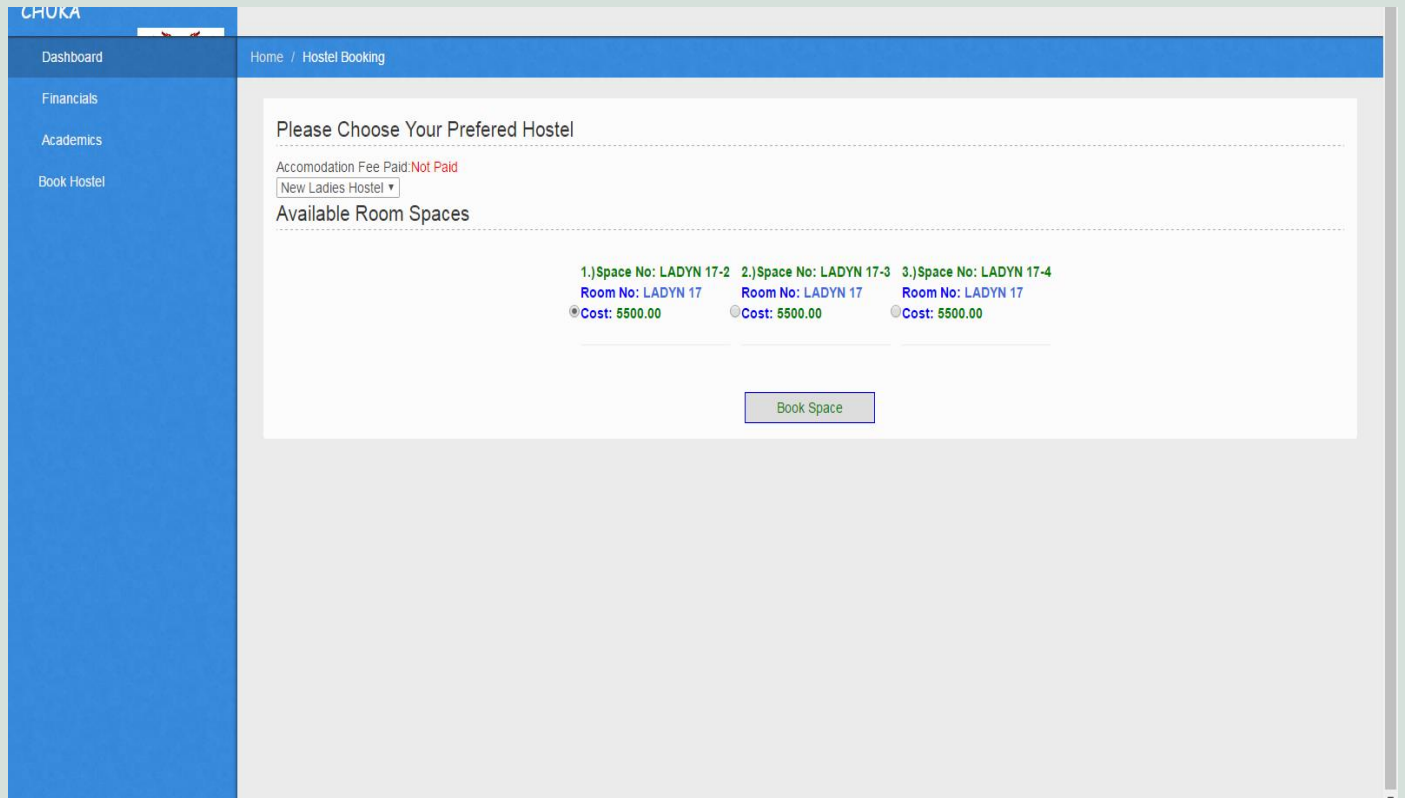 CHUKA
Dashboard
Financials
Academics
Book Hostel
Home / Hostel Booking
Please Choose Your Prefered Hostel
Accomodation Fee Paid:Not Paid
New Ladies Hostel
Available Room Spaces
1.)Space No: LADYN 17-2 2.)Space No: LADYN 17-3 3.)Space No: LADYN 17-4
Room No: LADYN 17 Room No: LADYN 17 Room No: LADYN 17
Cost: 5500.00 Cost: 5500.00 Cost: 5500.00
Book Space